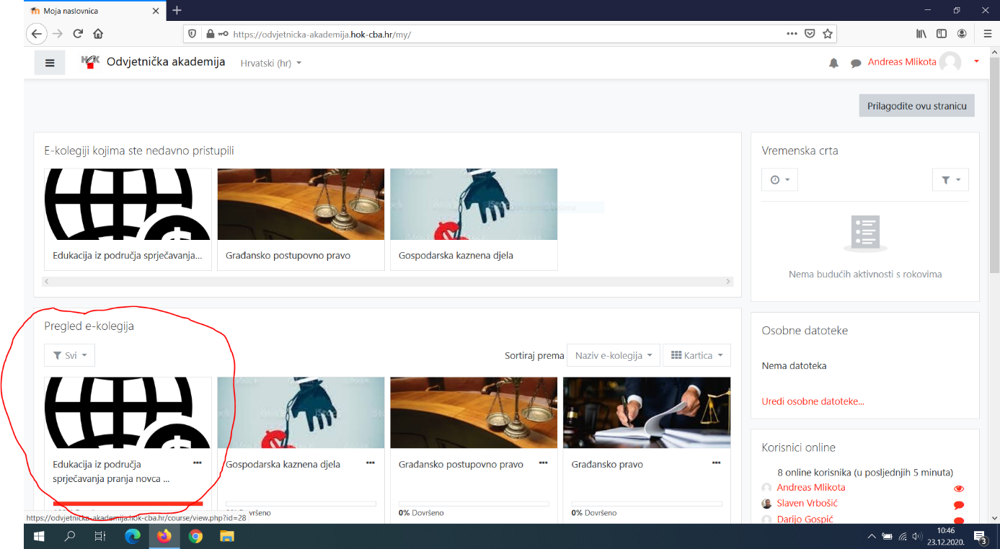 Moja naslovnica
https://odvjetnicka-akademija.hok-cba.hr/my/
HOK Odvjetnička akademija Hrvatski (hr)
Andreas Mlikota
Prilagodite ovu stranicu
E-kolegiji kojima ste nedavno pristupili
Edukacija iz područja sprječavanja...
Građansko postupovno pravo
Gospodarska kaznena djela
Vremenska crta
Nema budućih aktivnosti s rokovima
Pregled e-kolegija
Svi
Sortiraj prema Naziv e-kolegija Kartica
Edukacija iz područja
sprječavanja pranja novca ...
Gospodarska kaznena djela
Građansko postupovno pravo
Građansko pravo
0% Dovršeno
0% Dovršeno
https://odvjetnicka-akademija.hok-cba.hr/course/view.php?id=28
Osobne datoteke
Nema datoteka
Uredi osobne datoteke...
Korisnici online
8 online korisnika (u posljednjih 5 minuta)
Andreas Mlikota
Slaven Vrbošić
Darijo Gospić
10:46
23.12.2020.
3